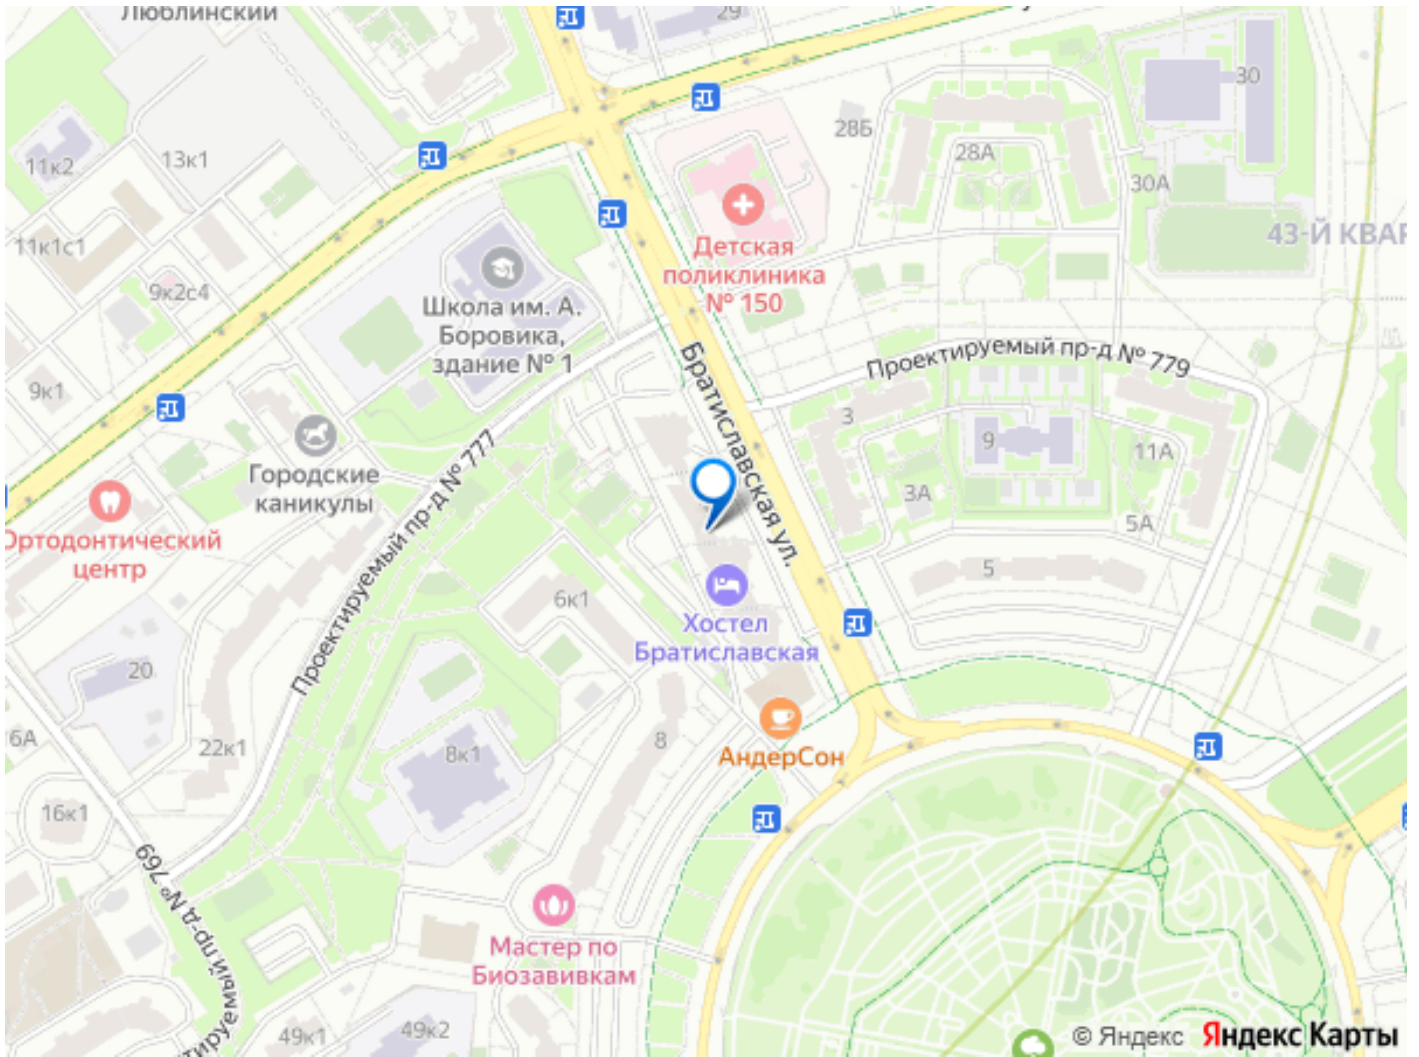 Люблинский
29
30
28Б
28А
11к2
13к1
30А
Детская
поликлиника
№ 150
43-Й КВАР
11к1с1
9к2с4
Школа им. А.
Боровика,
здание № 1
Братиславская ул.
Проектируемый пр-д № 779
9к1
3
9
11А
Городские
каникулы
Проектируемый пр-д № 777
3А
5А
Ортодонтический
центр
5
6к1
Хостел
Братиславская
20
6А
22к1
8к1
8
АндерСон
16к1
Проектируемый пр-д № 769
Мастер по
Биозавивкам
49к1
49к2
© Яндекс Яндекс Карты